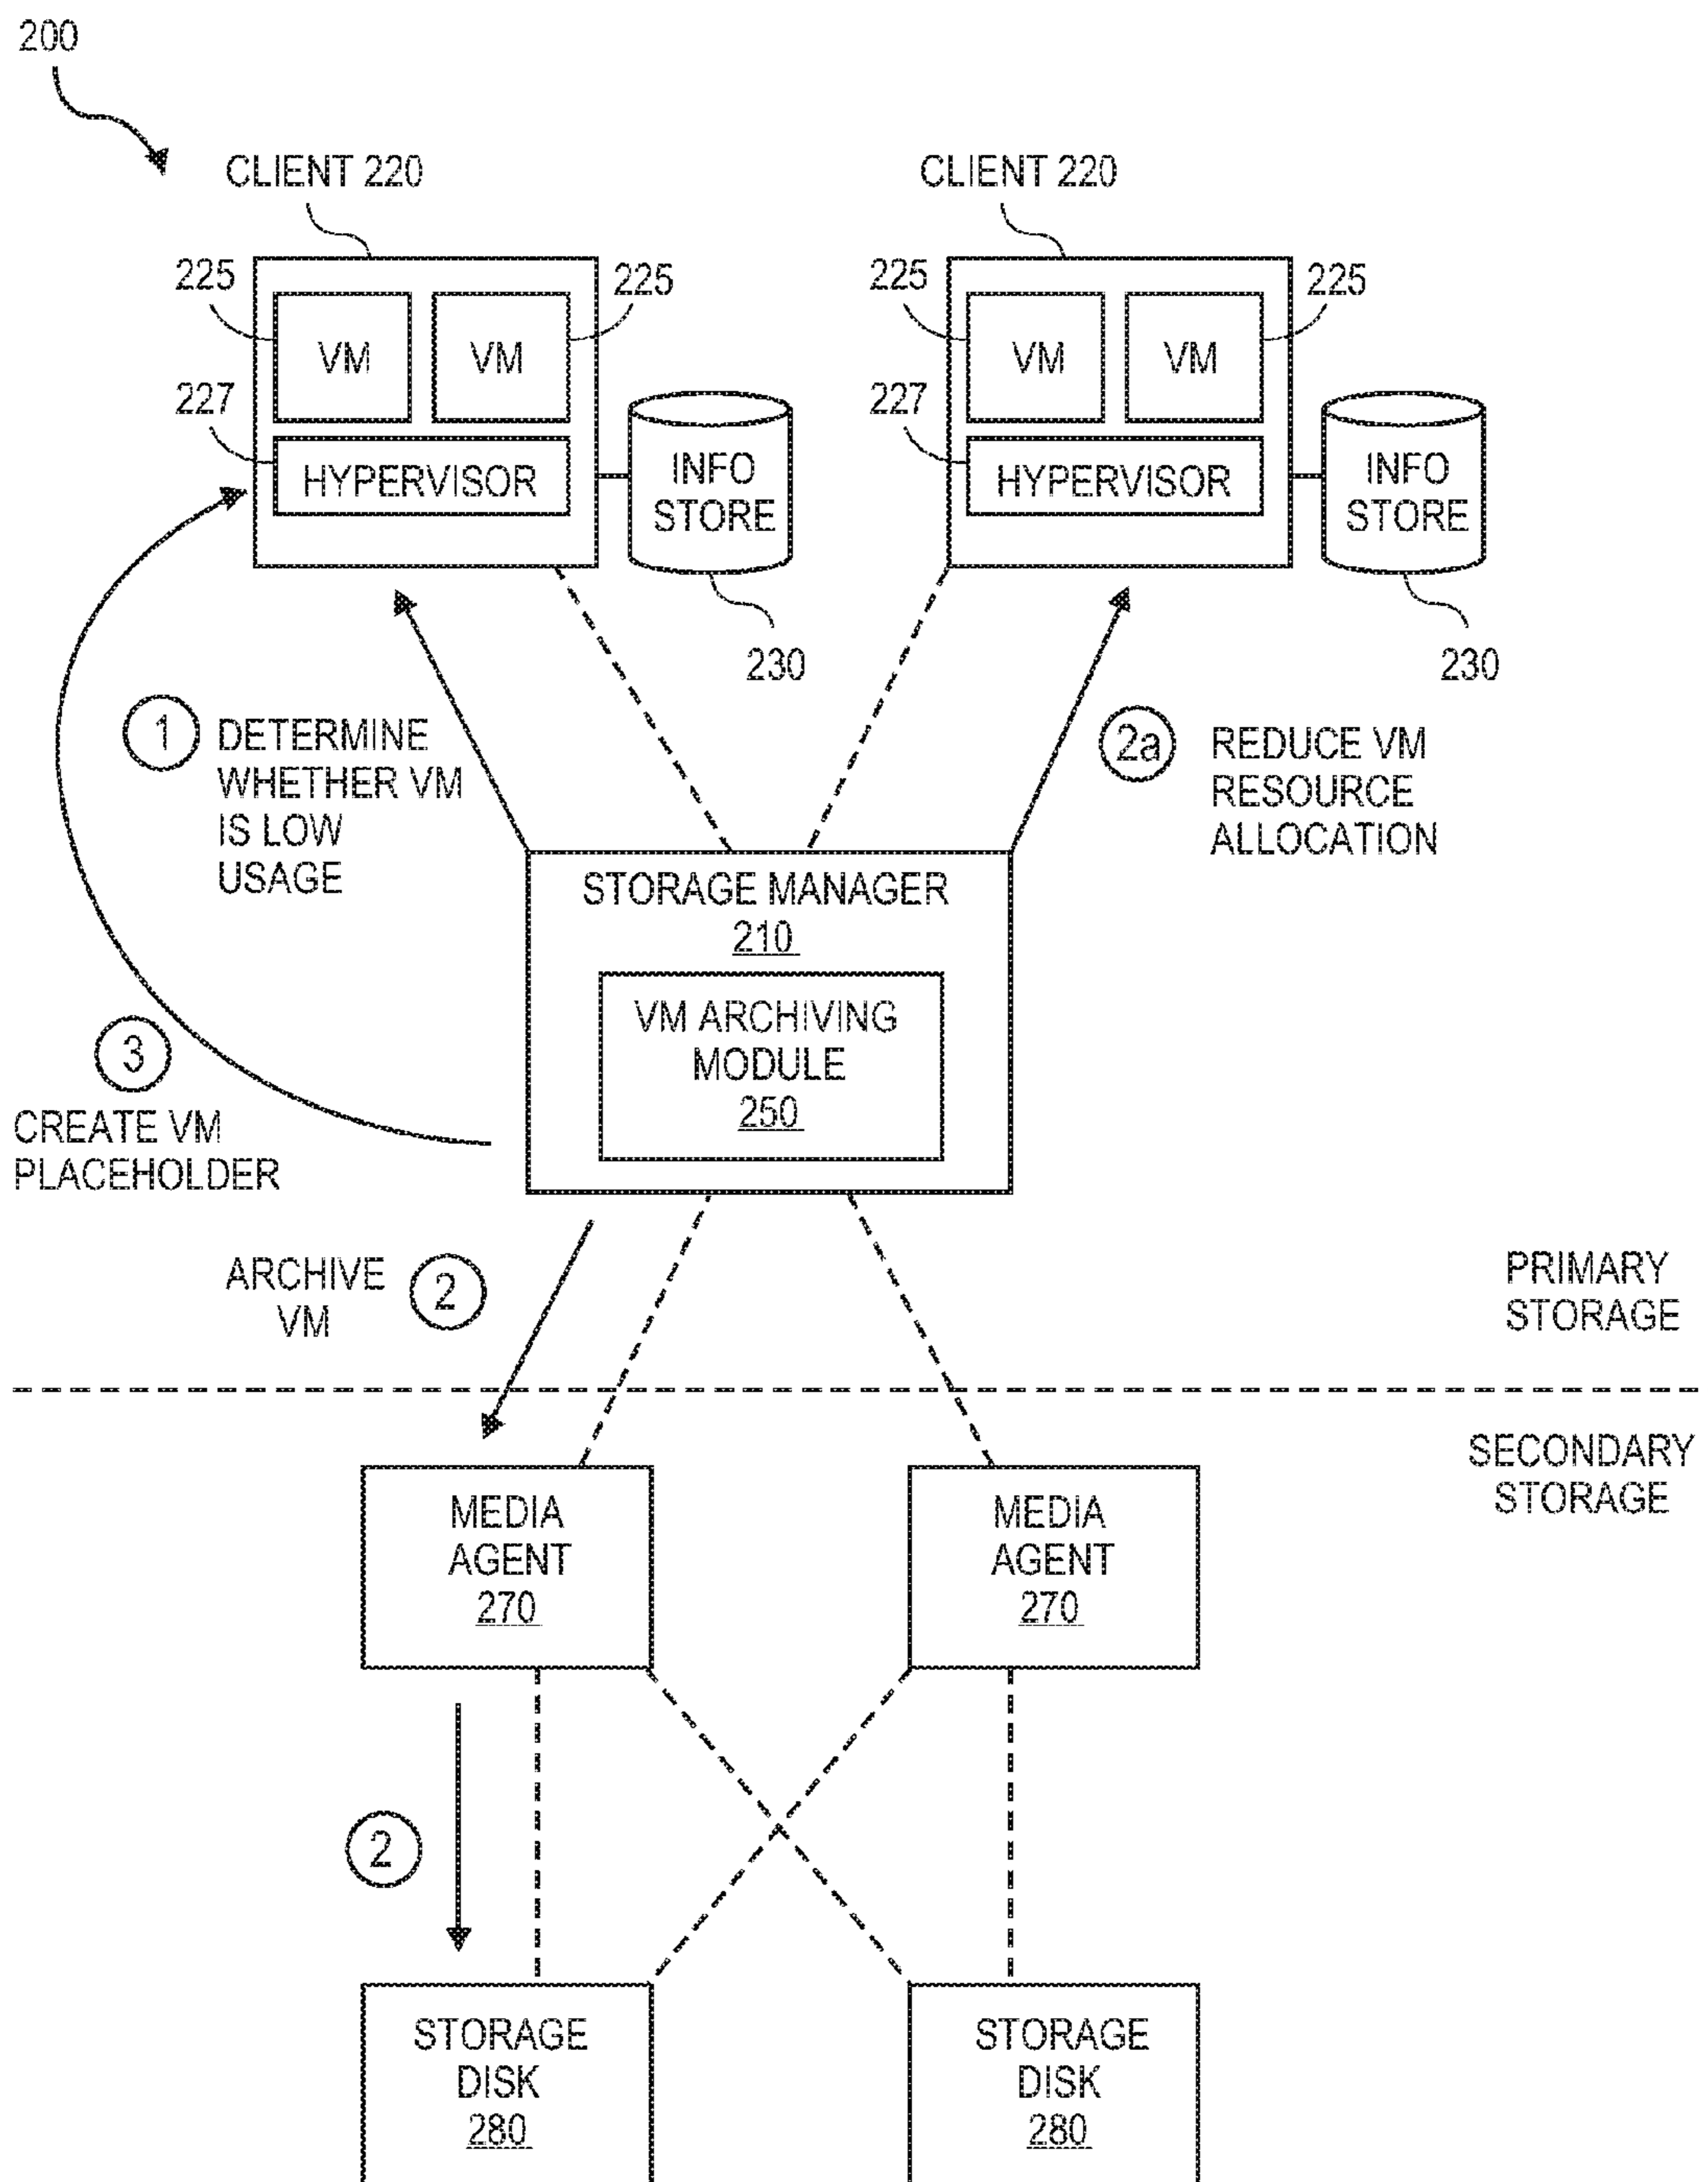 200
CLIENT 220
CLIENT 220
225
225
225
225
VM
VM
VM
VM
227
227
HYPERVISOR
HYPERVISOR
INFO
STORE
INFO
STORE
230
230
1
DETERMINE
WHETHER VM
IS LOW
USAGE
2a
REDUCE VM
RESOURCE
ALLOCATION
STORAGE MANAGER
210
VM ARCHIVING
MODULE
250
3
CREATE VM
PLACEHOLDER
ARCHIVE
VM
2
PRIMARY
STORAGE
SECONDARY
STORAGE
MEDIA
AGENT
270
MEDIA
AGENT
270
2
STORAGE
DISK
280
STORAGE
DISK
280